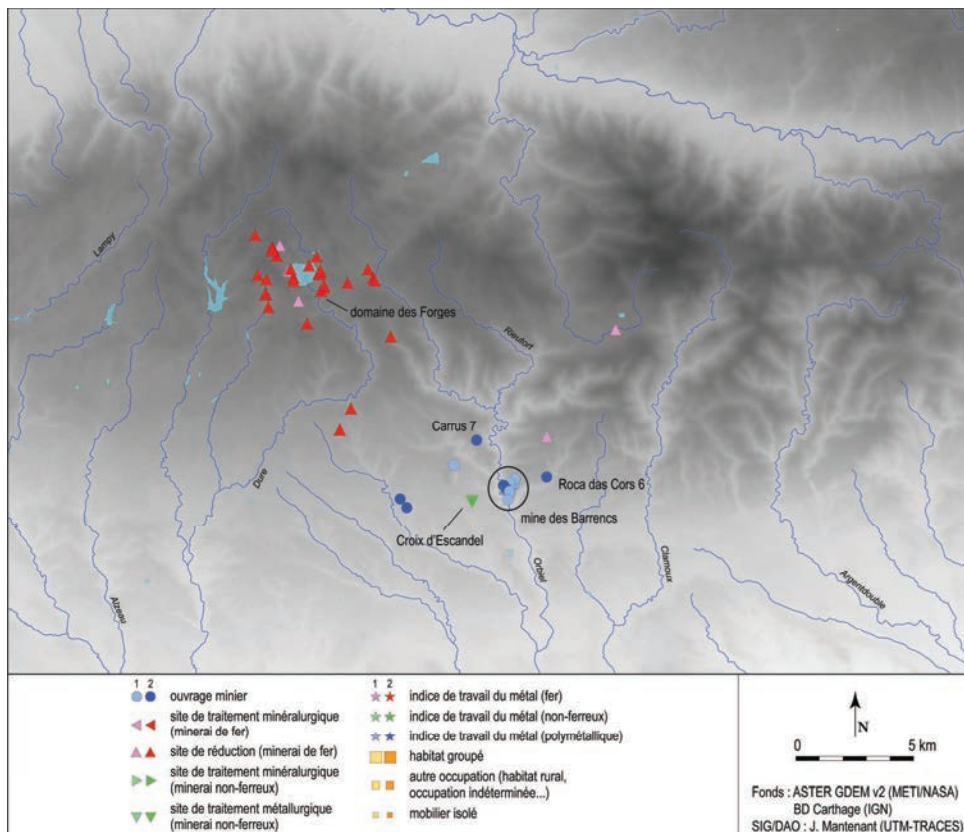 Lampy
domaine des Forges
Rieufort
Carrus 7
Roca das Cors 6
Dure
mine des Barrencs
Croix d'Escandel
Orbiel
Clamoux
Argentdouble
Alzeau
1 2
ouvrage minier
site de traitement minéralurgique
(minerai de fer)
site de réduction (minerai de fer)
site de traitement minéralurgique
(minerai non-ferreux)
site de traitement métallurgique
(minerai non-ferreux)
1 2
indice de travail du métal (fer)
indice de travail du métal (non-ferreux)
indice de travail du métal (polymétallique)
habitat groupé
autre occupation (habitat rural,
occupation indéterminée...)
mobilier isolé
N
0 5 km
Fonds : ASTER GDEM v2 (METI/NASA)
BD Carthage (IGN)
SIG/DAO : J. Mantenant (UTM-TRACES)